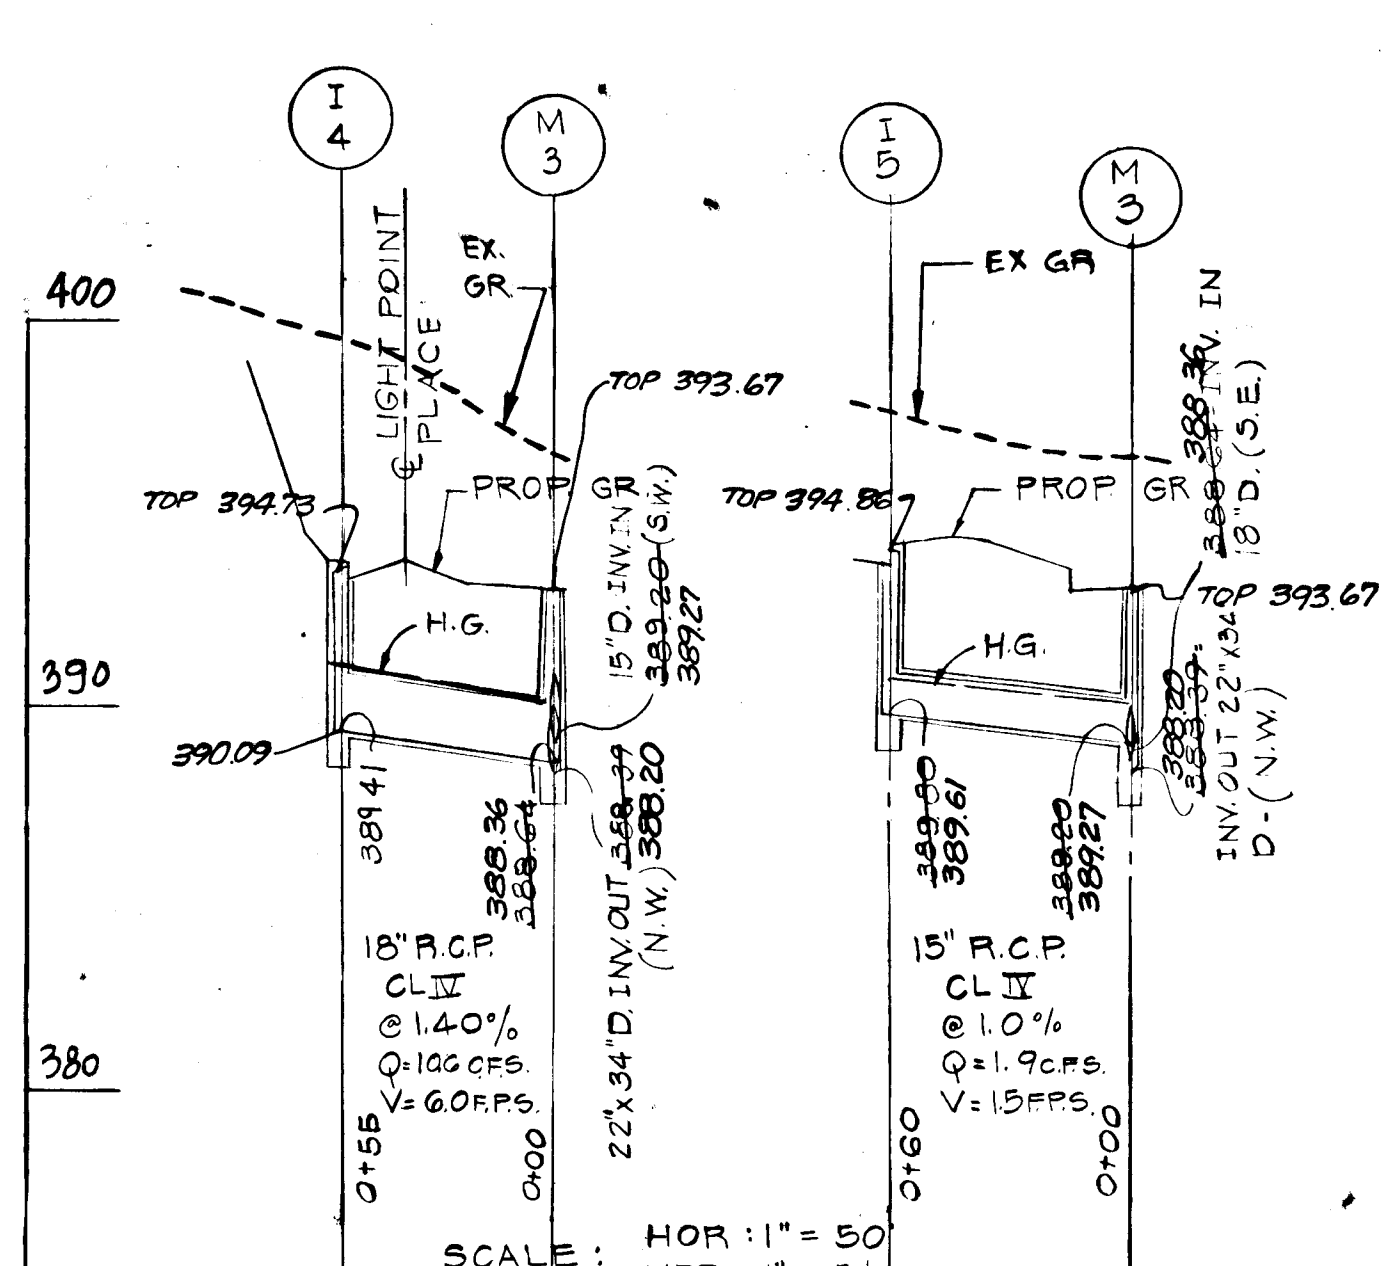 I
4
M
3
I
5
M
3
400
390
380
LIGHT POINT
℄ PLACE
EX.
GR.
TOP 393.67
TOP 394.73
PROP GR.
H.G.
15"D. INV. IN
389.20 (S.W.)
389.27
390.09
389.41
388.36
388.64
22"x34"D. INV. OUT 388.39
(N.W.) 388.20
18" R.C.P.
CL IV
@ 1.40%
Q=10.6 C.F.S.
V= 6.0 F.P.S.
0+55
0+00
EX GR
TOP 394.86
PROP. GR
H.G.
388.36
388.64 INV. IN
18"D. (S.E.)
TOP 393.67
388.20
INV. OUT 22"X34"
D-(N.W.)
389.80
389.61
389.20
389.27
15" R.C.P.
CL IV
@ 1.0%
Q=1.9 C.F.S.
V= 1.5 F.P.S.
0+60
0+00
SCALE: HOR : 1" = 50